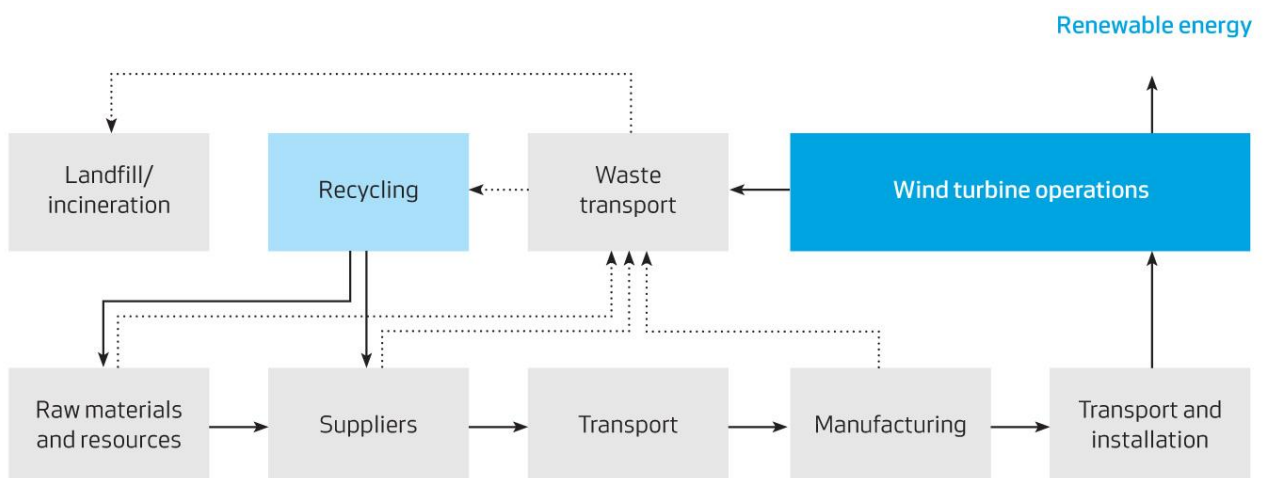 Renewable energy
Landfill/
incineration
Recycling
Waste
transport
Wind turbine operations
Raw materials
and resources
Suppliers
Transport
Manufacturing
Transport and
installation